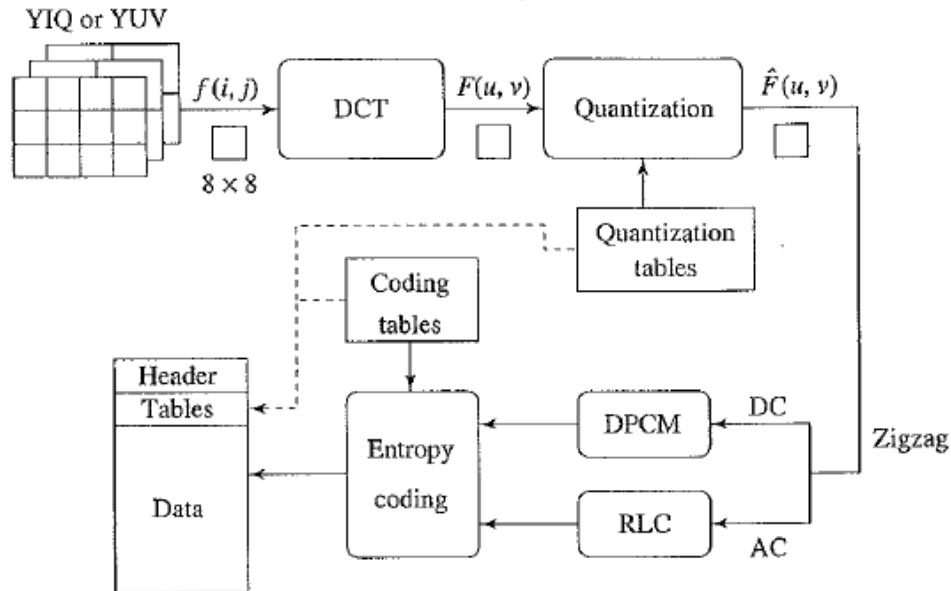 YIQ or YUV
f(i, j)
8 × 8
DCT
F(u, v)
Quantization
F̂(u, v)
Quantization
tables
Coding
tables
Header
Tables
Data
Entropy
coding
DPCM
RLC
DC
AC
Zigzag